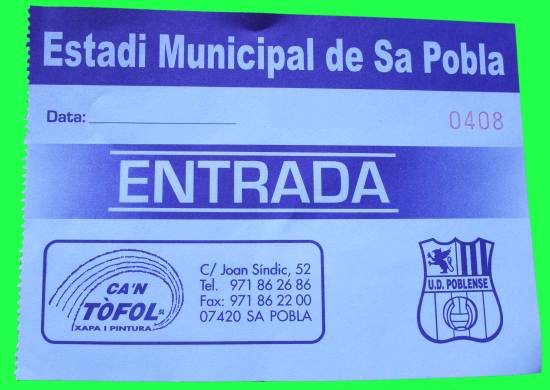 Estadi Municipal de Sa Pobla
Data:
0408
ENTRADA
CA'N
TÒFOL SL
XAPA I PINTURA
C/ Joan Síndic, 52
Tel. 971 86 26 86
Fax: 971 86 22 00
07420 SA POBLA
U.D. POBLENSE